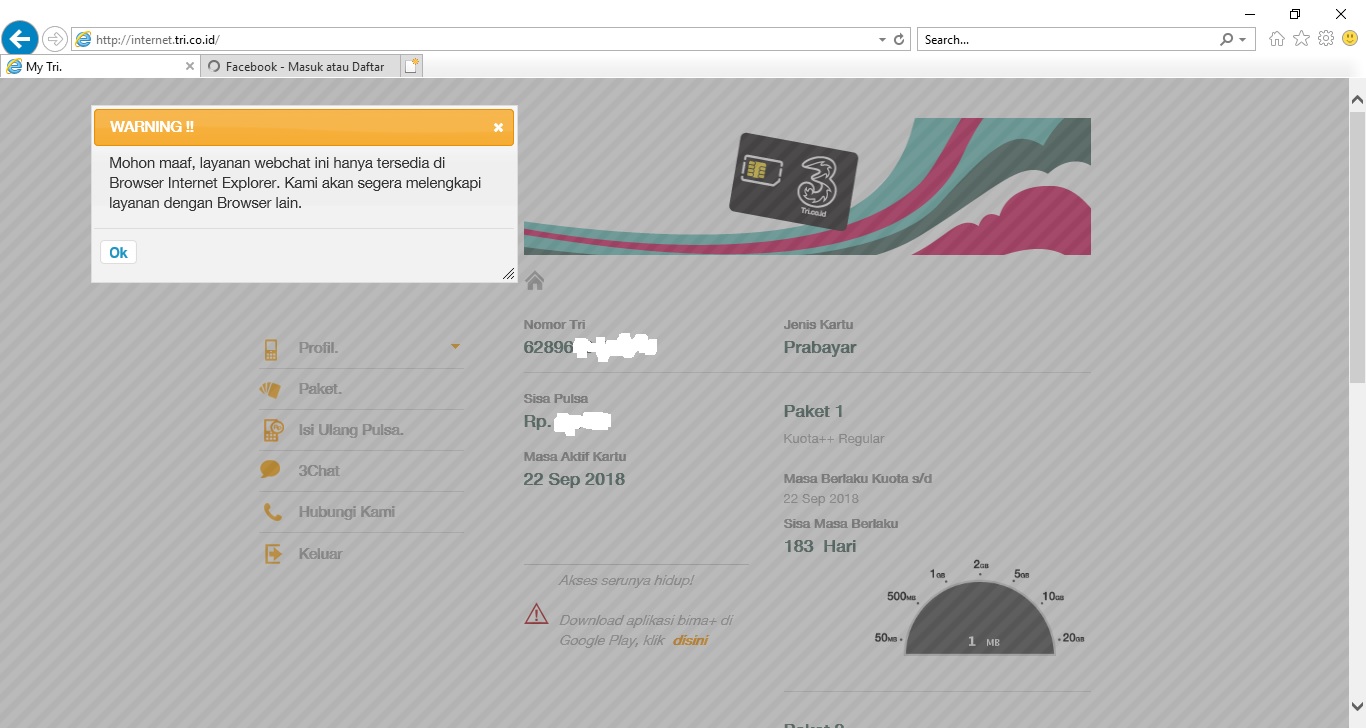 http://internet.tri.co.id/
Search...
My Tri.
Facebook - Masuk atau Daftar
WARNING !!
Mohon maaf, layanan webchat ini hanya tersedia di
Browser Internet Explorer. Kami akan segera melengkapi
layanan dengan Browser lain.
Ok
3
Tri.co.id
Profil.
Paket.
Isi Ulang Pulsa.
3Chat
Hubungi Kami
Keluar
Nomor Tri
62896
Jenis Kartu
Prabayar
Sisa Pulsa
Rp.
Masa Aktif Kartu
22 Sep 2018
Paket 1
Kuota++ Regular
Masa Berlaku Kuota s/d
22 Sep 2018
Sisa Masa Berlaku
183 Hari
50MB
500MB
1GB
2GB
5GB
10GB
20GB
1 MB
Akses serunya hidup!
Download aplikasi bima+ di
Google Play, klik disini